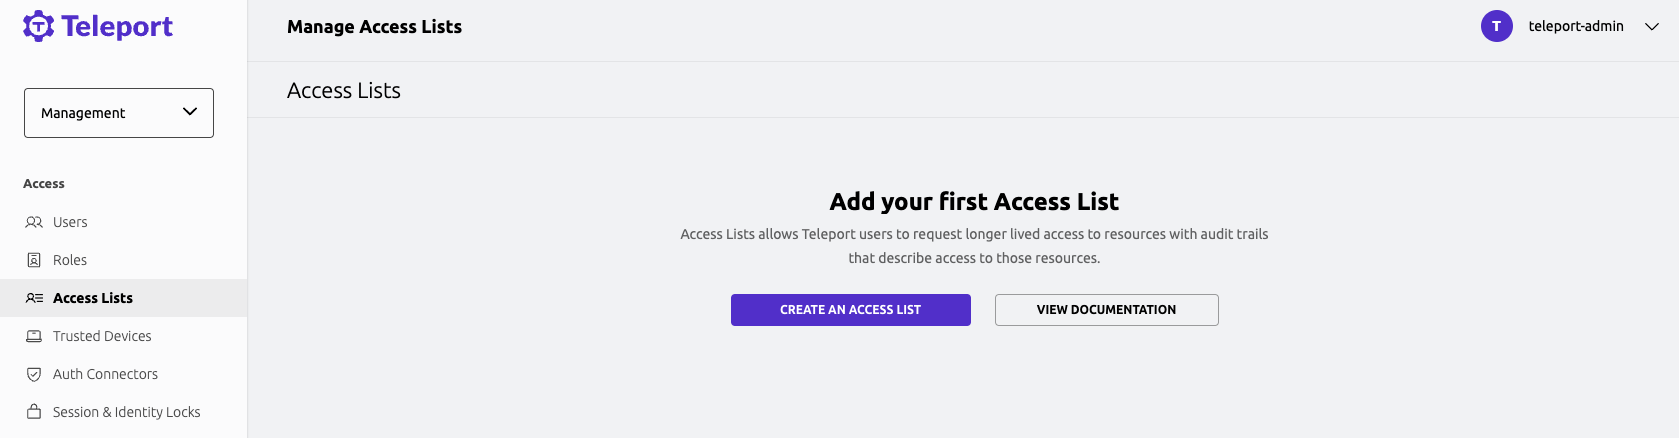 Teleport
Manage Access Lists
T
teleport-admin
Management
Access Lists
Access
Users
Roles
Access Lists
Trusted Devices
Auth Connectors
Session & Identity Locks
Add your first Access List
Access Lists allows Teleport users to request longer lived access to resources with audit trails
that describe access to those resources.
CREATE AN ACCESS LIST
VIEW DOCUMENTATION